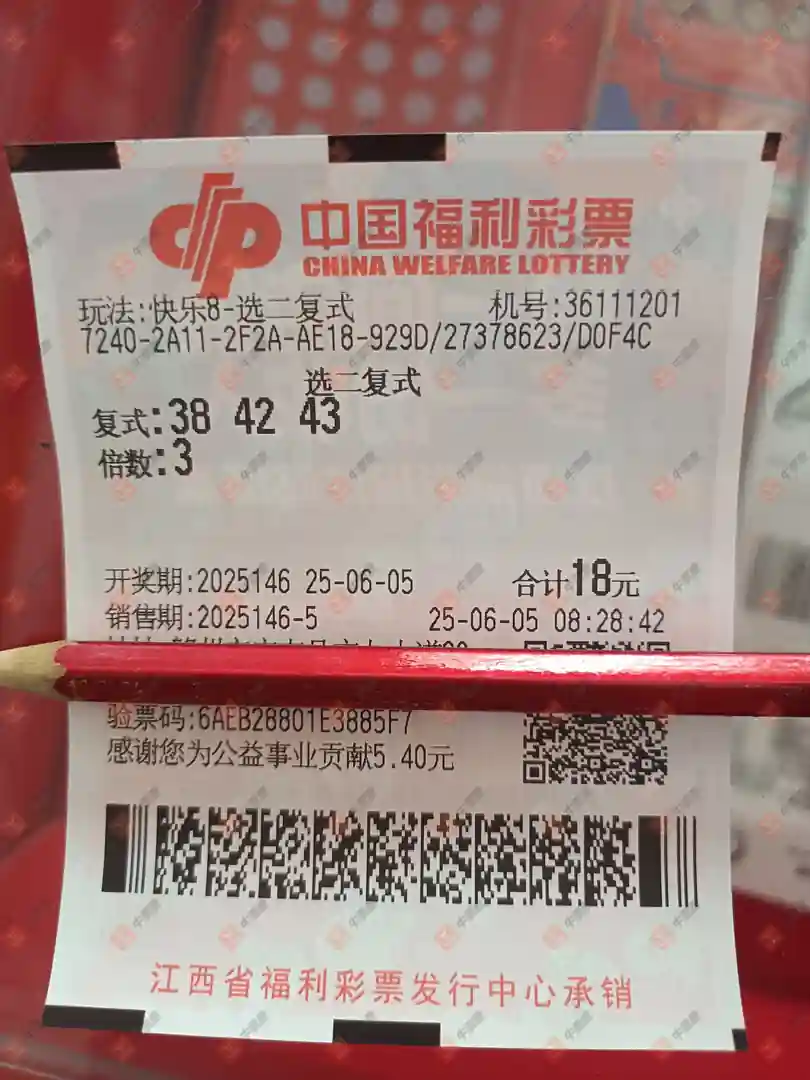 中国福利彩票
CHINA WELFARE LOTTERY
玩法:快乐8-选二复式 机号:36111201
7240-2A11-2F2A-AE18-929D/27378623/D0F4C
选二复式
复式:38 42 43
倍数:3
开奖期:2025146 25-06-05 合计18元
销售期:2025146-5 25-06-05 08:28:42
验票码:6AEB28801E3885F7
感谢您为公益事业贡献5.40元
江西省福利彩票发行中心承销